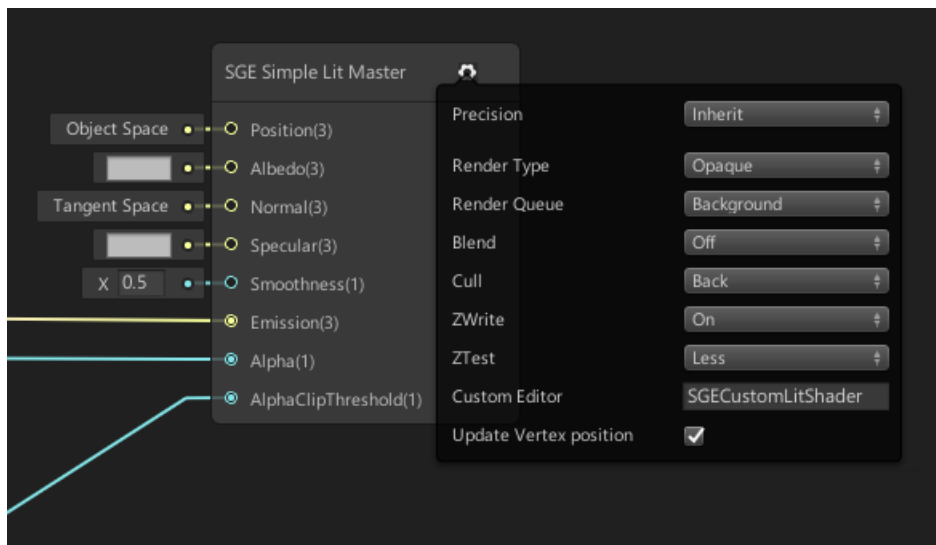 SGE Simple Lit Master
Object Space
Position(3)
Albedo(3)
Tangent Space
Normal(3)
Specular(3)
X 0.5
Smoothness(1)
Emission(3)
Alpha(1)
AlphaClipThreshold(1)
Precision Inherit
Render Type Opaque
Render Queue Background
Blend Off
Cull Back
ZWrite On
ZTest Less
Custom Editor SGECustomLitShader
Update Vertex position